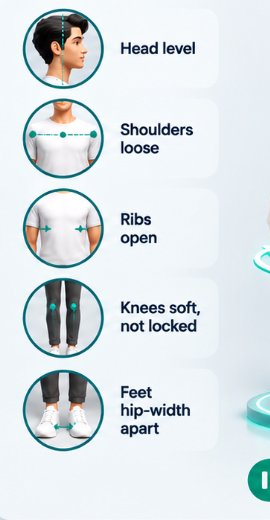 Head level
Shoulders
loose
Ribs
open
Knees soft,
not locked
Feet
hip-width
apart